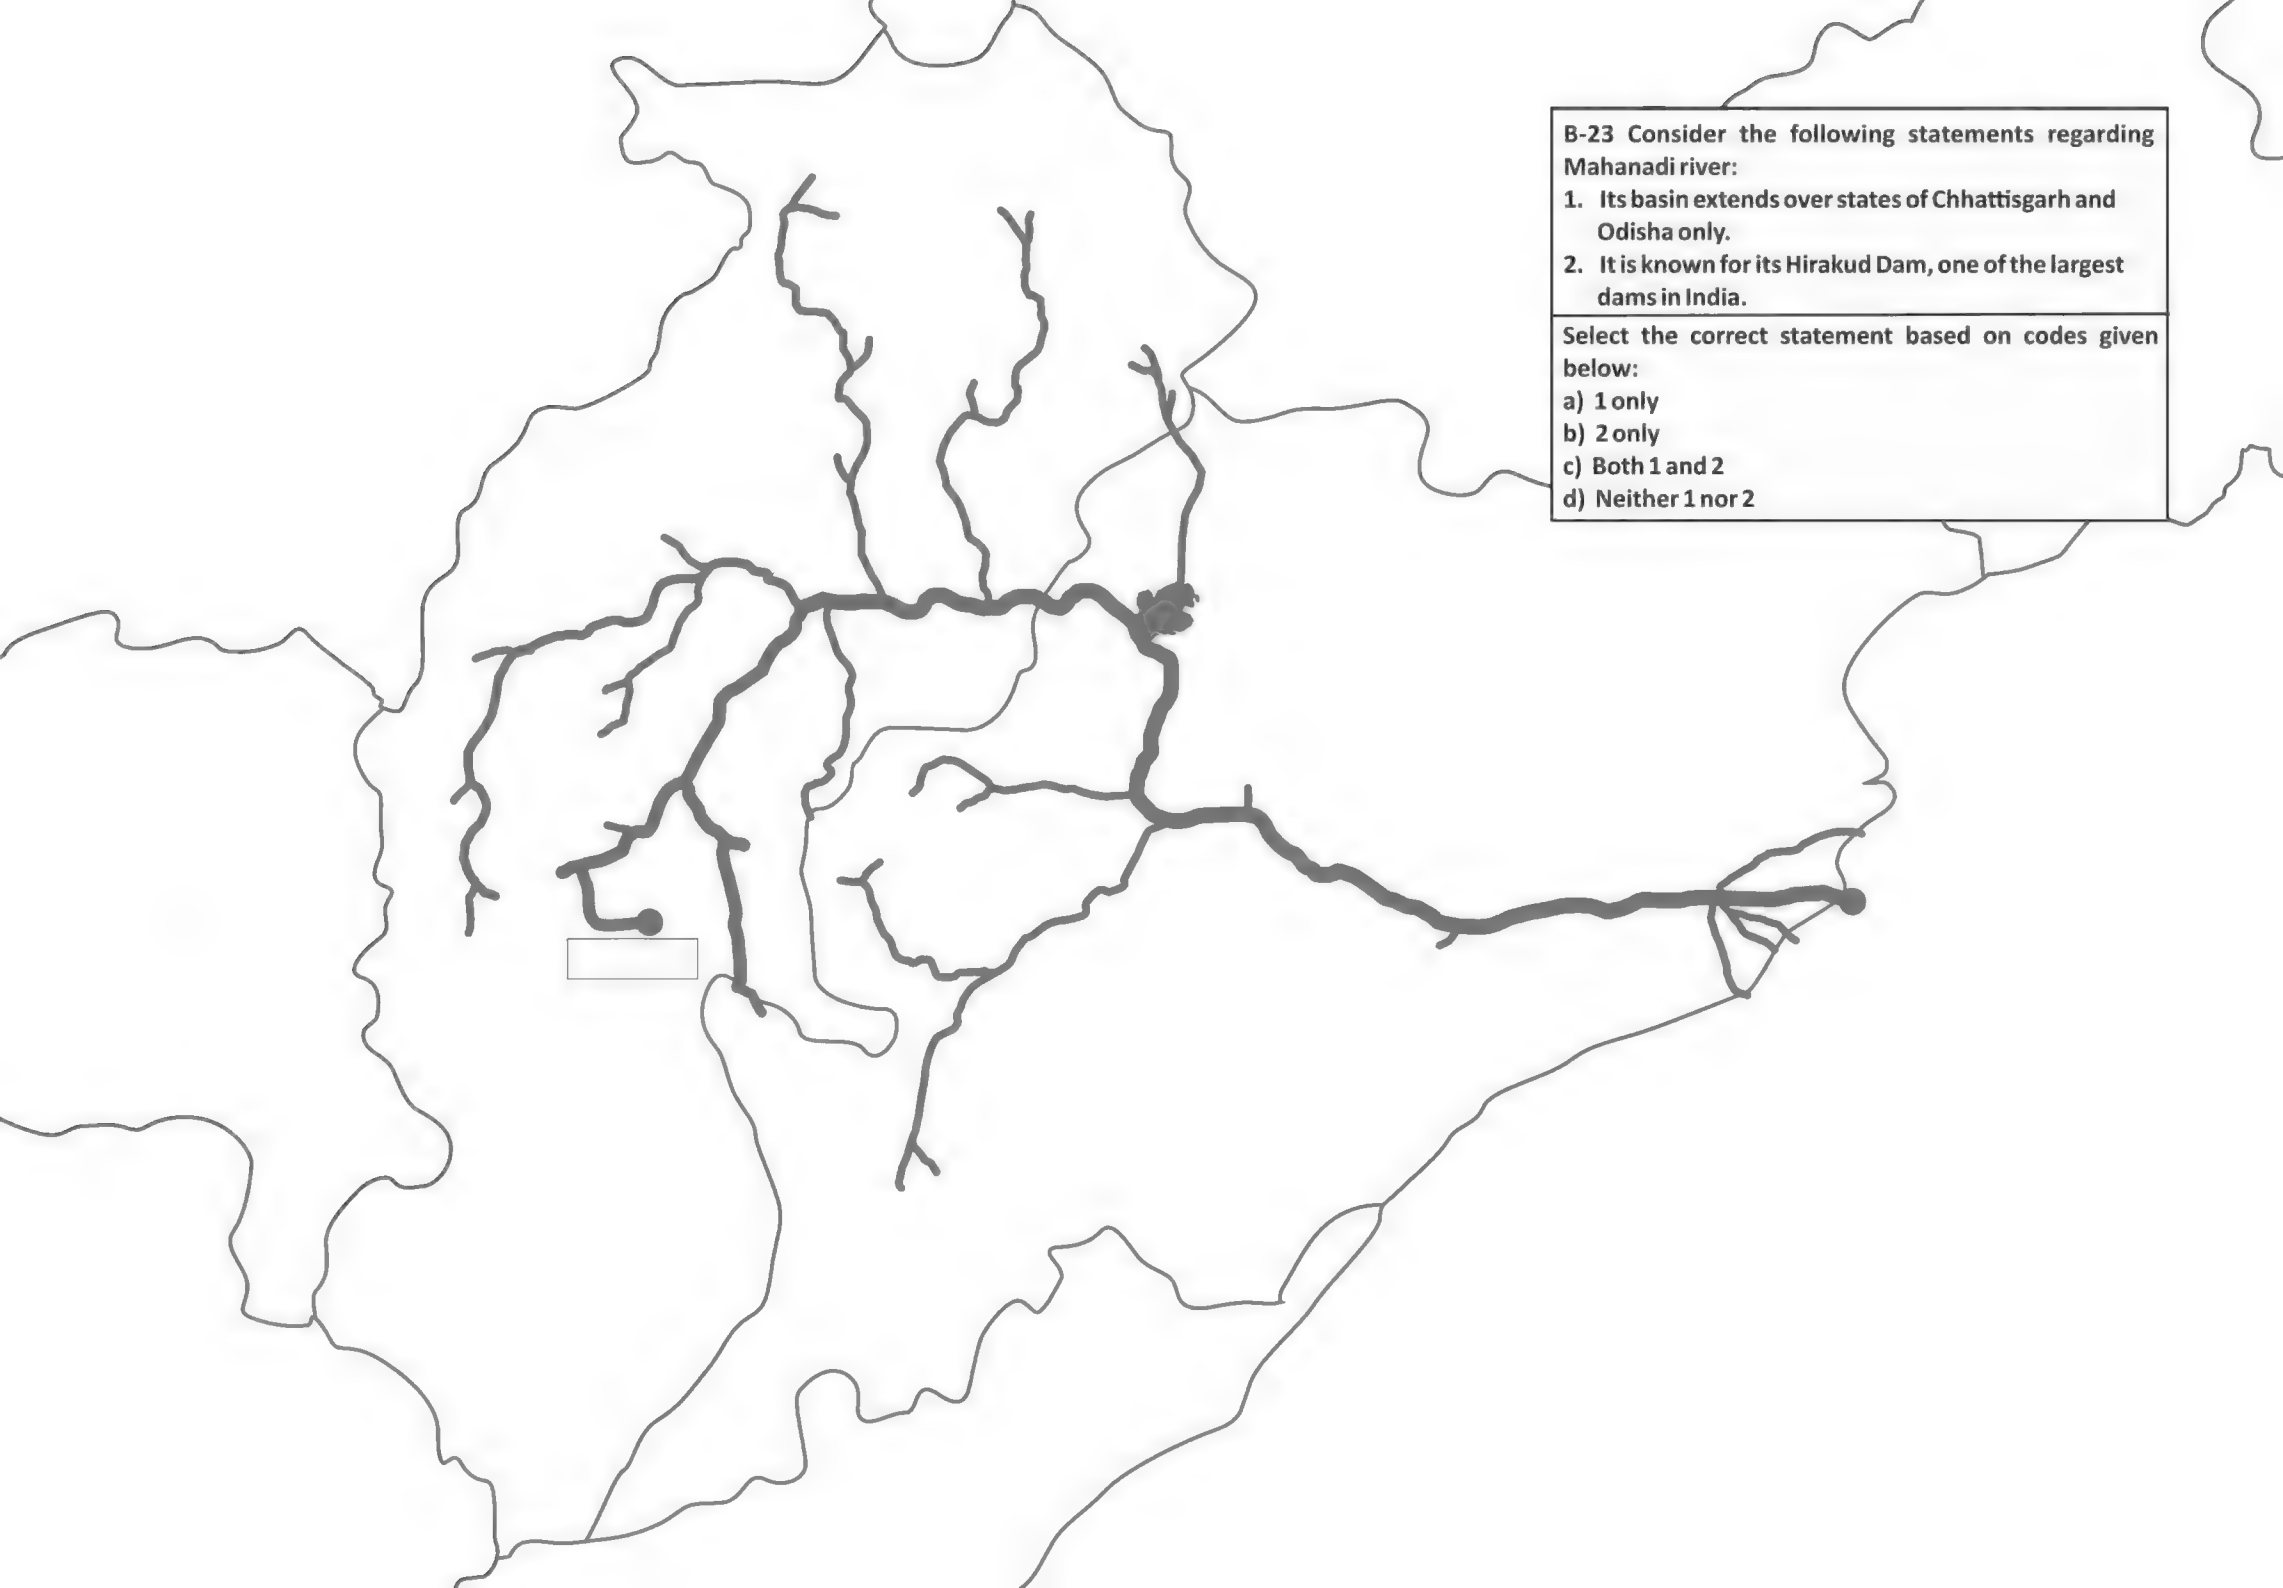 B-23 Consider the following statements regarding
Mahanadi river:
1. Its basin extends over states of Chhattisgarh and
Odisha only.
2. It is known for its Hirakud Dam, one of the largest
dams in India.
Select the correct statement based on codes given
below:
a) 1 only
b) 2 only
c) Both 1 and 2
d) Neither 1 nor 2